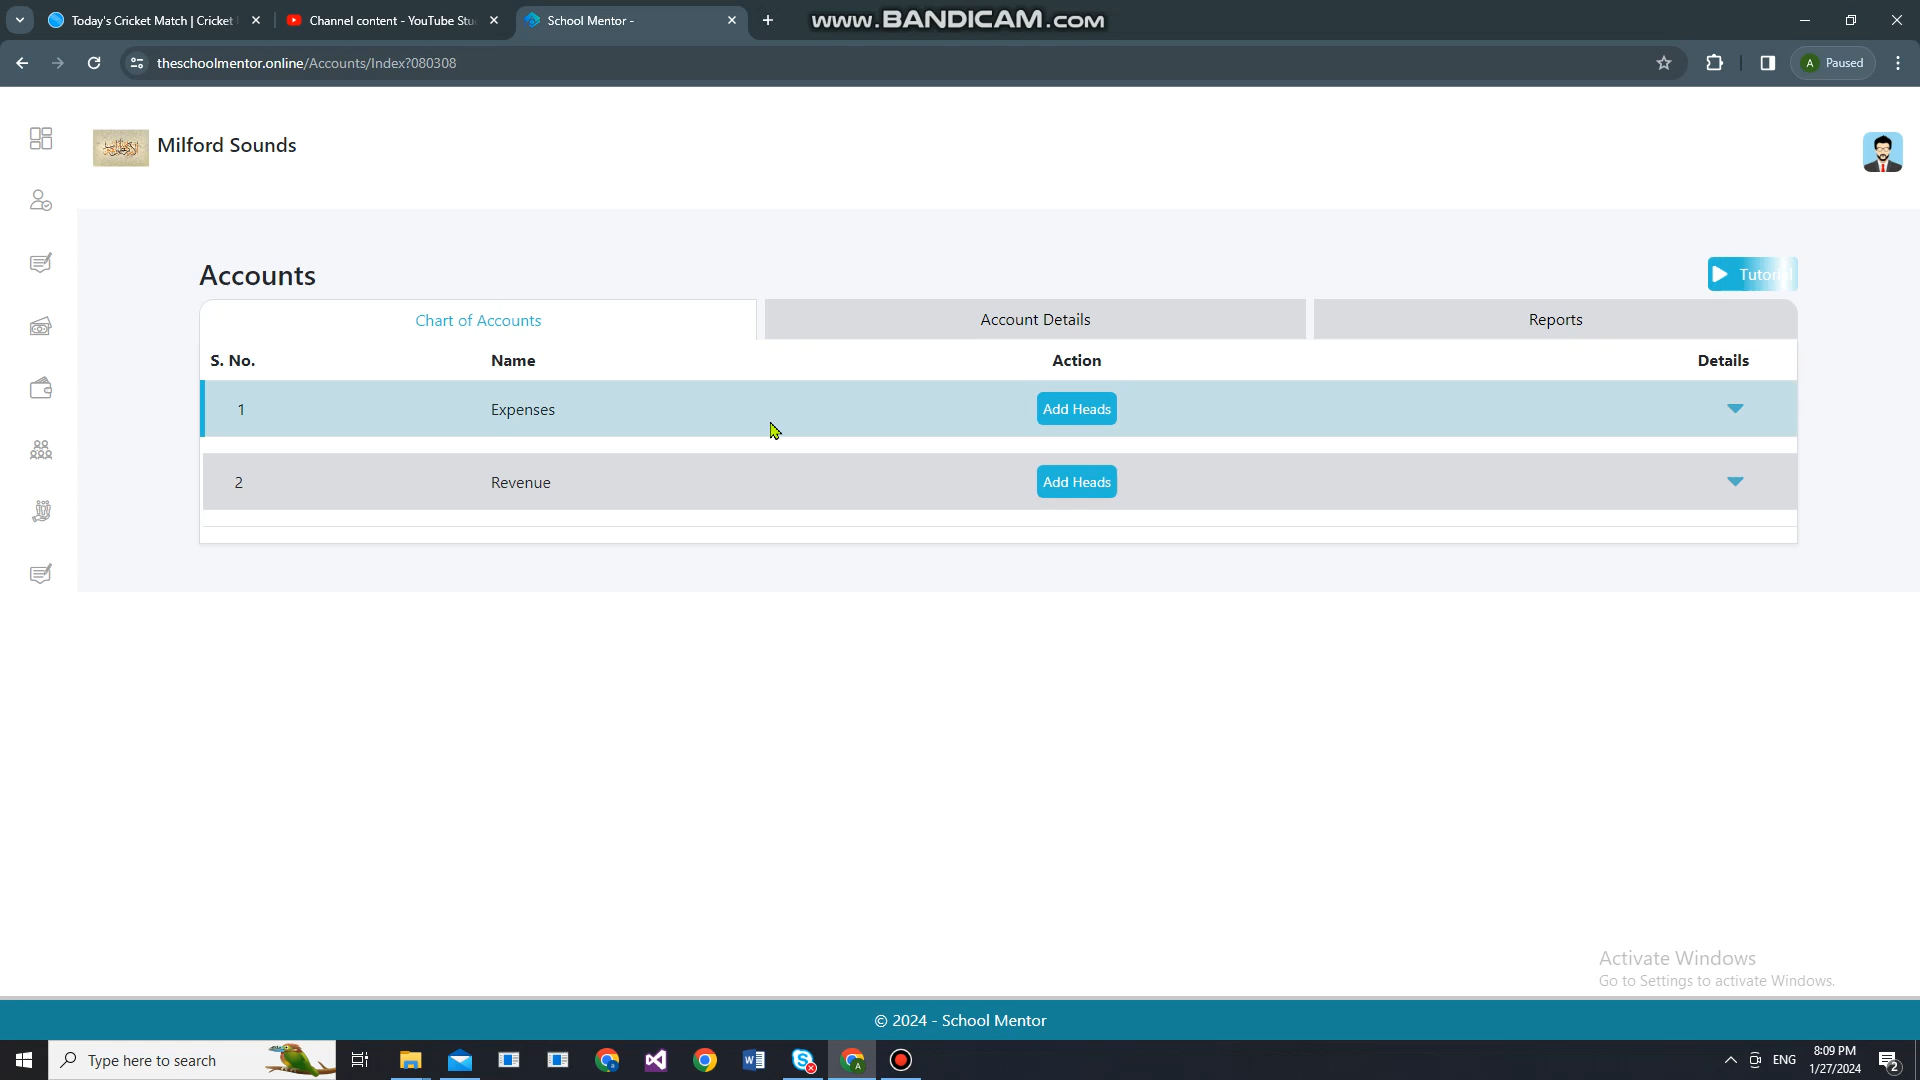 Today's Cricket Match | Cricket
Channel content - YouTube Stu
School Mentor -
www.BANDICAM.com
theschoolmentor.online/Accounts/Index?080308
A
Paused
Milford Sounds
Accounts
Chart of Accounts
Account Details
Reports
S. No.
Name
Action
Details
1
Expenses
Add Heads
2
Revenue
Add Heads
Activate Windows
Go to Settings to activate Windows.
© 2024 - School Mentor
Type here to search
ENG
8:09 PM
1/27/2024
2